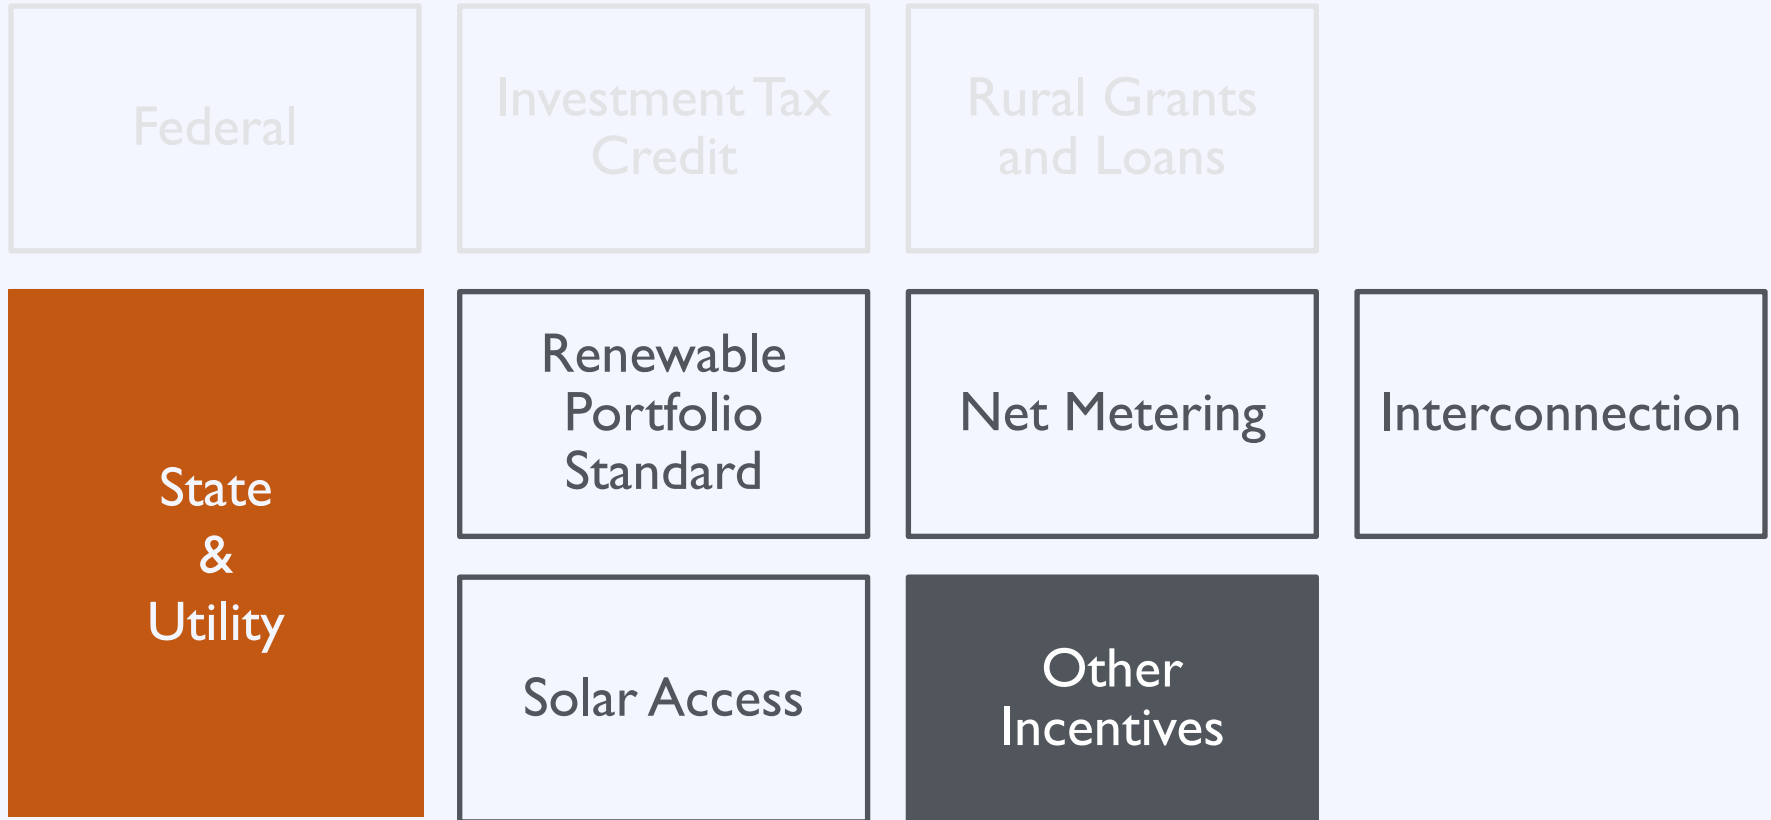 Federal
Investment Tax
Credit
Rural Grants
and Loans
State
&
Utility
Renewable
Portfolio
Standard
Net Metering
Interconnection
Solar Access
Other
Incentives